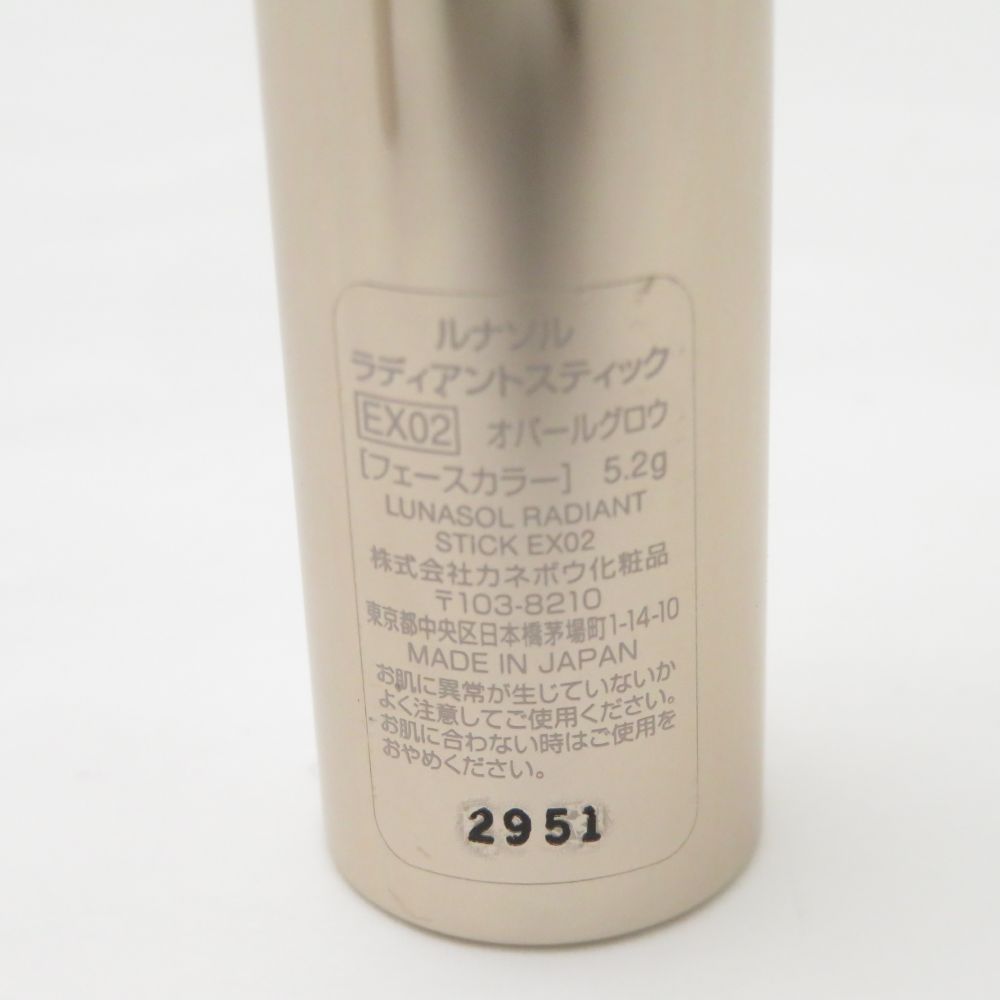 ルナソル
ラディアントスティック
EX02 オパールグロウ
[フェースカラー] 5.2g
LUNASOL RADIANT
STICK EX02
株式会社カネボウ化粧品
〒103-8210
東京都中央区日本橋茅場町1-14-10
MADE IN JAPAN
お肌に異常が生じていないか
よく注意してご使用ください。
お肌に合わない時はご使用を
おやめください。
2951